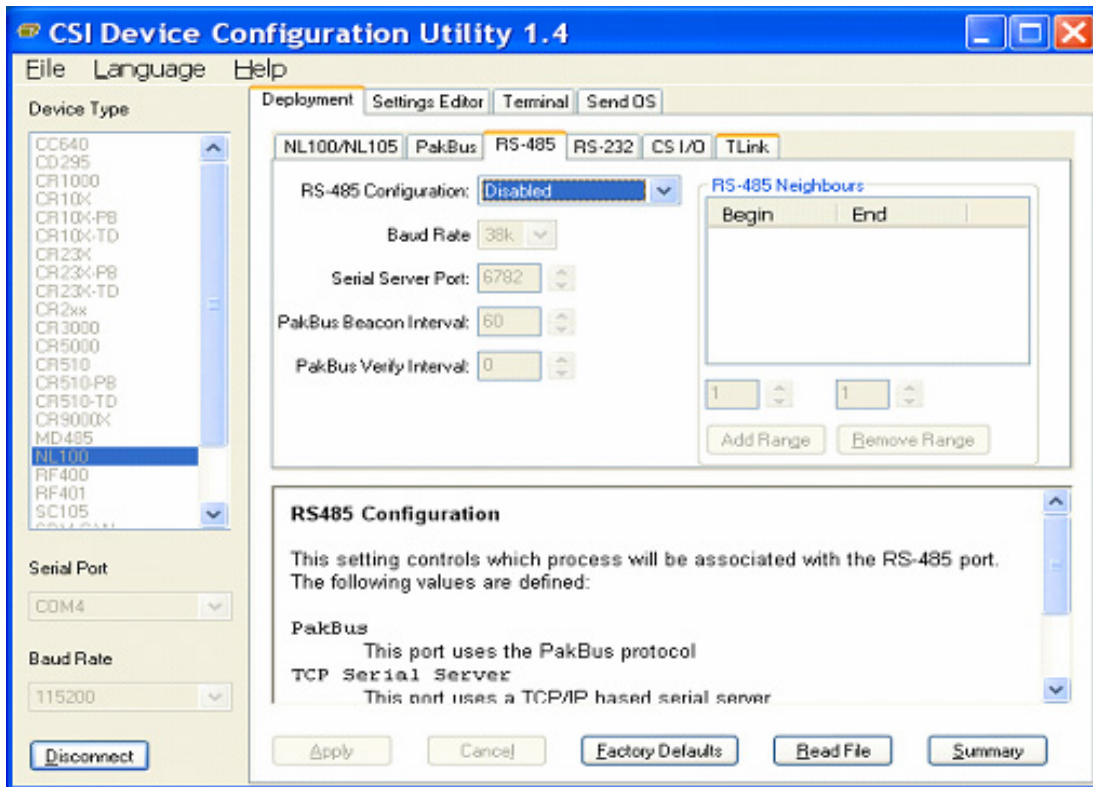 CSI Device Configuration Utility 1.4
File Language Help
Device Type
CC640
CD295
CR1000
CR10X
CR10X-PB
CR10X-TD
CR23X
CR23X-PB
CR23X-TD
CR2xx
CR3000
CR5000
CR510
CR510-PB
CR510-TD
CR9000X
MD485
NL100
RF400
RF401
SC105
Serial Port
COM4
Baud Rate
115200
Disconnect
Deployment Settings Editor Terminal Send OS
NL100/NL105 PakBus RS-485 RS-232 CS I/O TLink
RS-485 Configuration: Disabled
Baud Rate 38k
Serial Server Port: 6782
PakBus Beacon Interval: 60
PakBus Verify Interval: 0
RS-485 Neighbours
Begin End
1 1
Add Range Remove Range
RS485 Configuration
This setting controls which process will be associated with the RS-485 port.
The following values are defined:
PakBus
This port uses the PakBus protocol
TCP Serial Server
This port uses a TCP/IP based serial server
Apply Cancel Factory Defaults Read File Summary